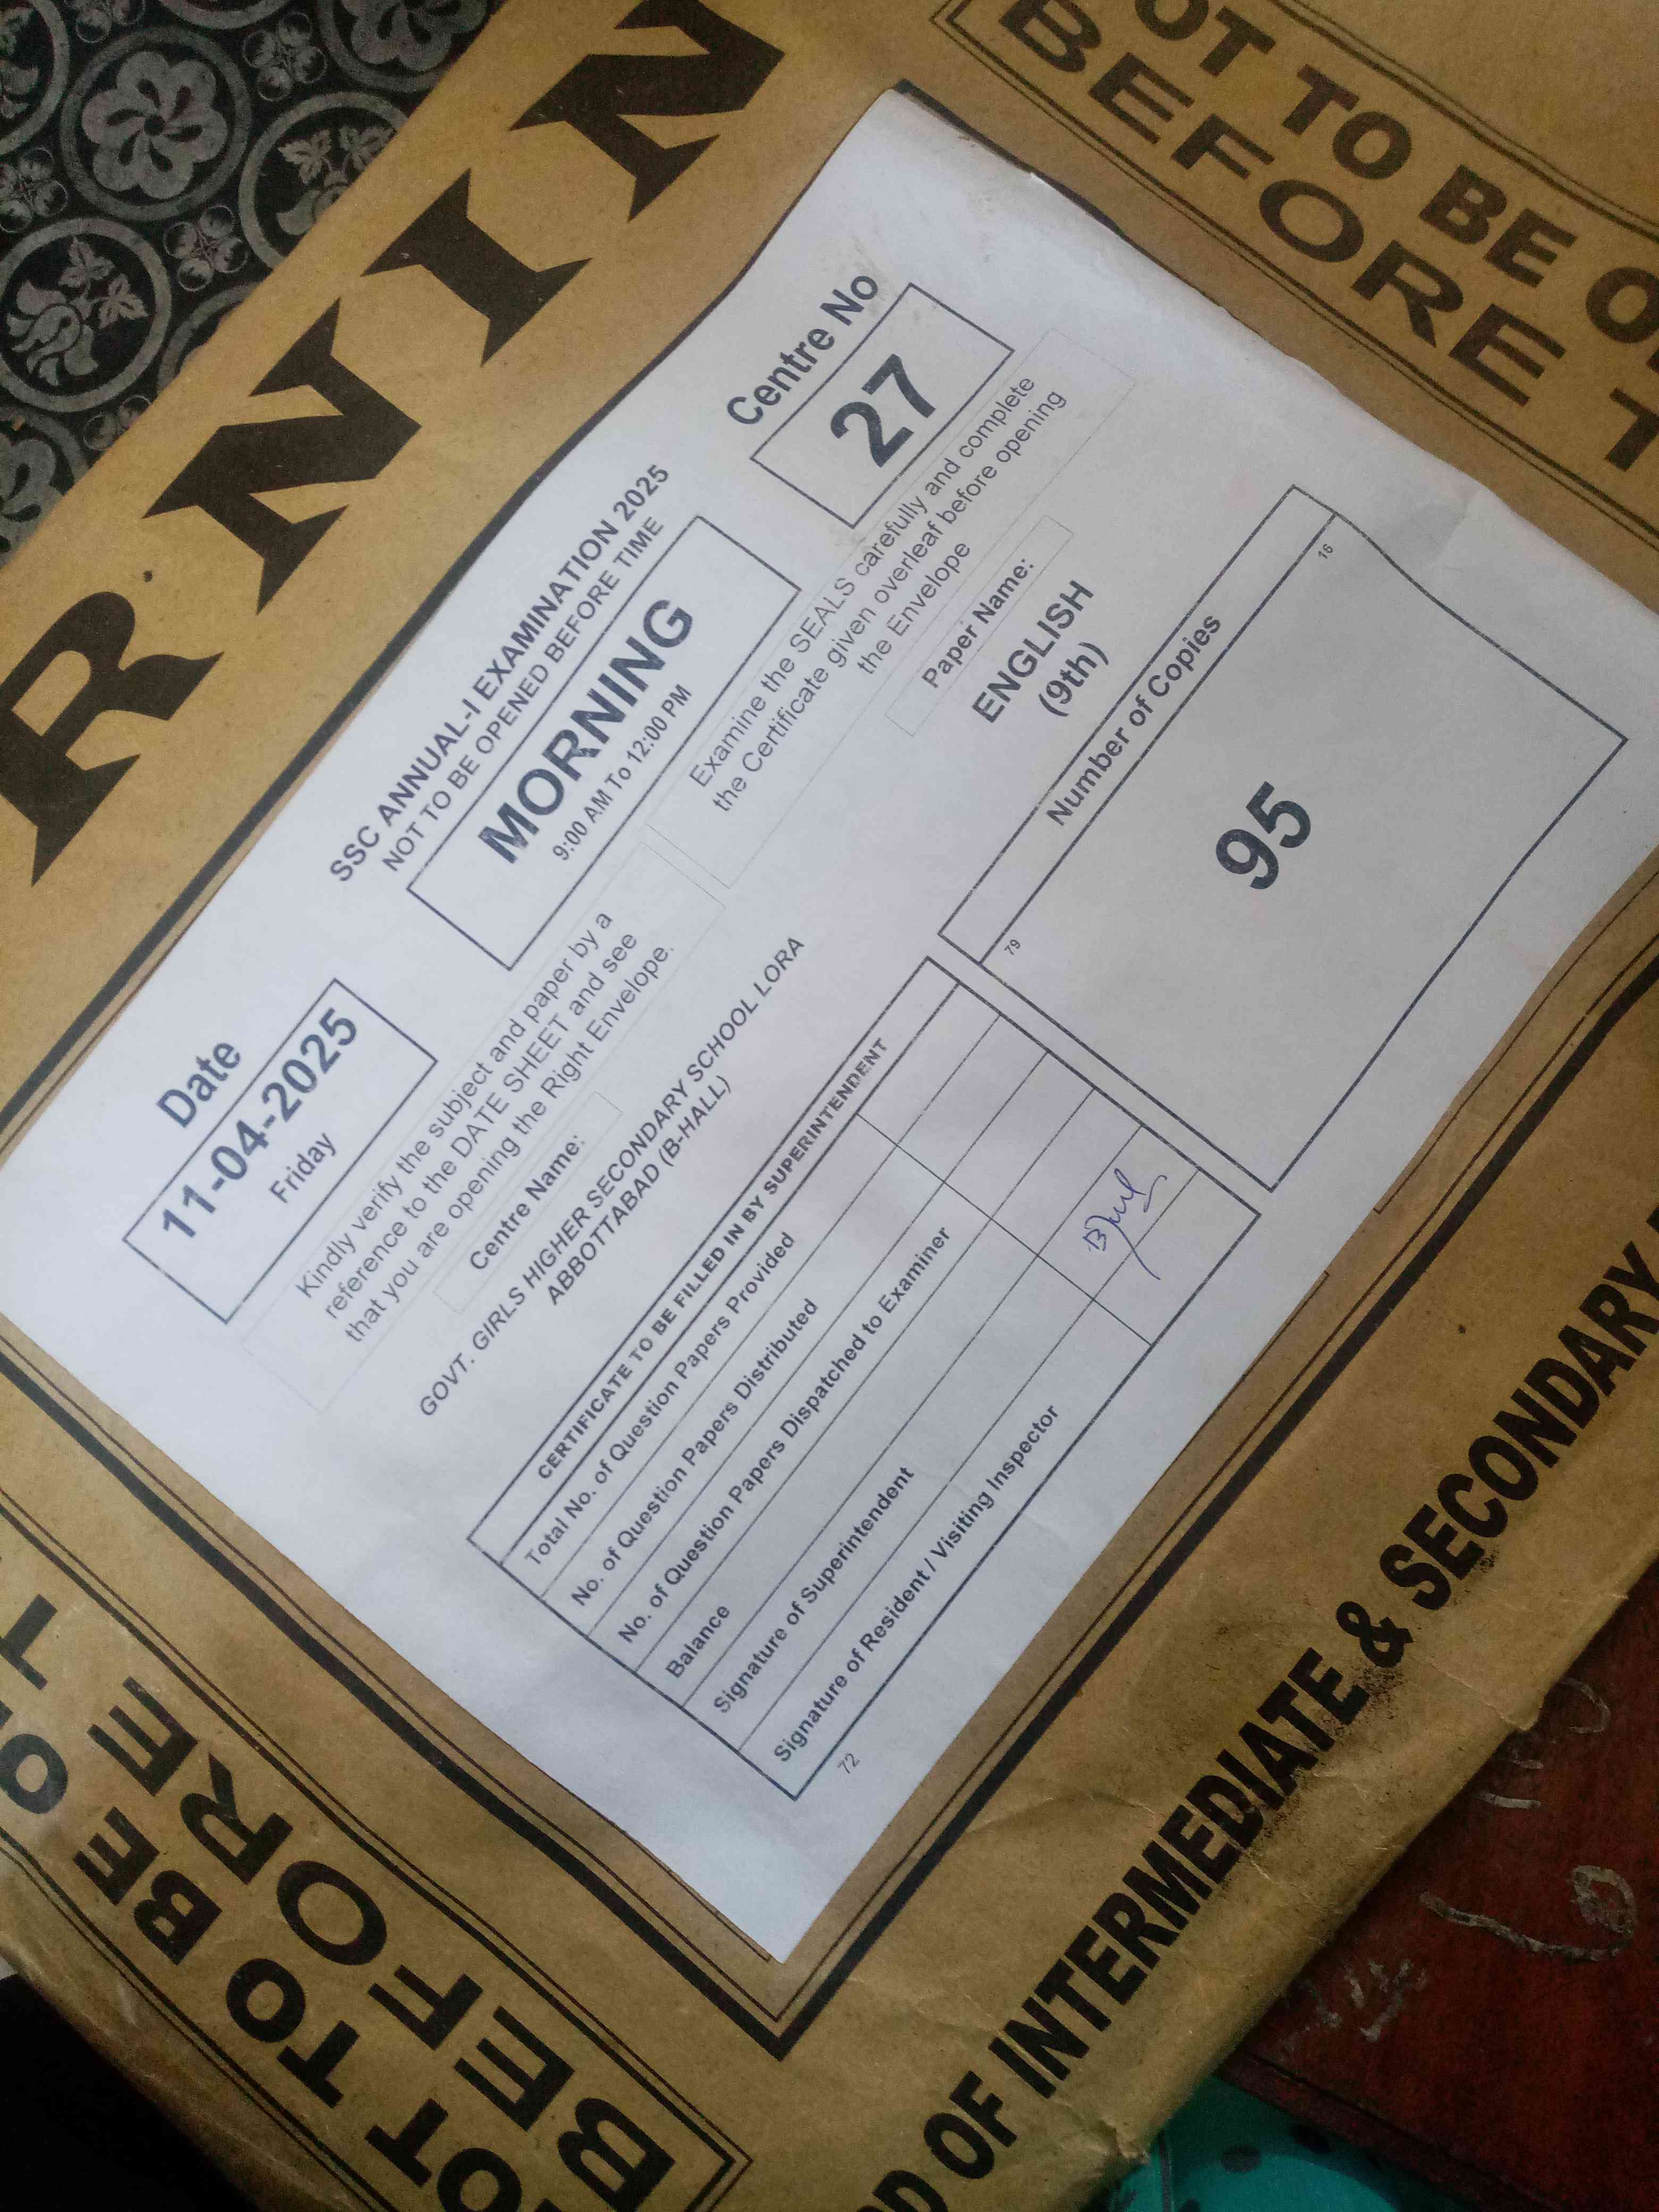 RNIN
OT TO BE O
BEFORE T
Date
11-04-2025
Friday
SSC ANNUAL-I EXAMINATION 2025
NOT TO BE OPENED BEFORE TIME
MORNING
9:00 AM To 12:00 PM
Centre No
27
Kindly verify the subject and paper by a
reference to the DATE SHEET and see
that you are opening the Right Envelope.
Examine the SEALS carefully and complete
the Certificate given overleaf before opening
the Envelope
Centre Name:
GOVT. GIRLS HIGHER SECONDARY SCHOOL LORA
ABBOTTABAD (B-HALL)
Paper Name:
ENGLISH
(9th)
CERTIFICATE TO BE FILLED IN BY SUPERINTENDENT
Total No. of Question Papers Provided
No. of Question Papers Distributed
No. of Question Papers Dispatched to Examiner
Balance
Signature of Superintendent
Signature of Resident / Visiting Inspector
72
Number of Copies
79
16
95
OT TO BE
BEFORE
D OF INTERMEDIATE & SECONDARY